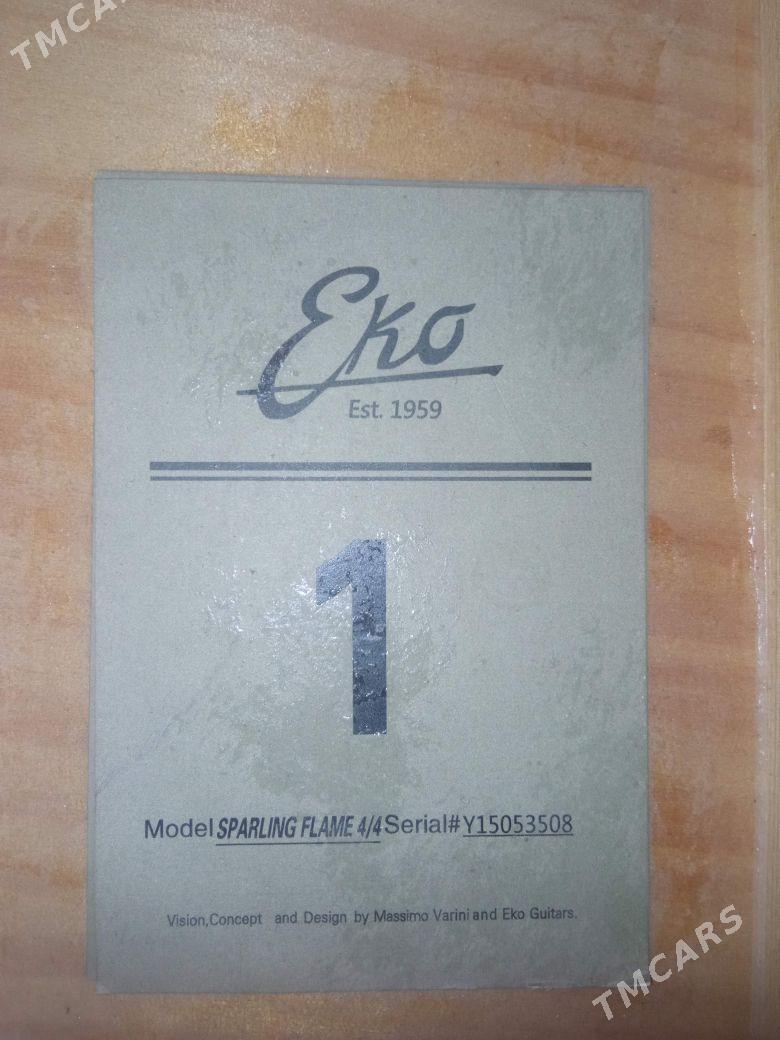 TMCARS
Eko
Est. 1959
1
Model SPARLING FLAME 4/4 Serial# Y15053508
Vision,Concept and Design by Massimo Varini and Eko Guitars.
TMCARS